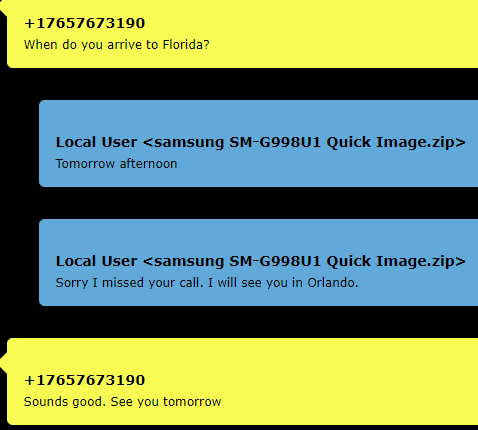 +17657673190
When do you arrive to Florida?
Local User <samsung SM-G998U1 Quick Image.zip>
Tomorrow afternoon
Local User <samsung SM-G998U1 Quick Image.zip>
Sorry I missed your call. I will see you in Orlando.
+17657673190
Sounds good. See you tomorrow